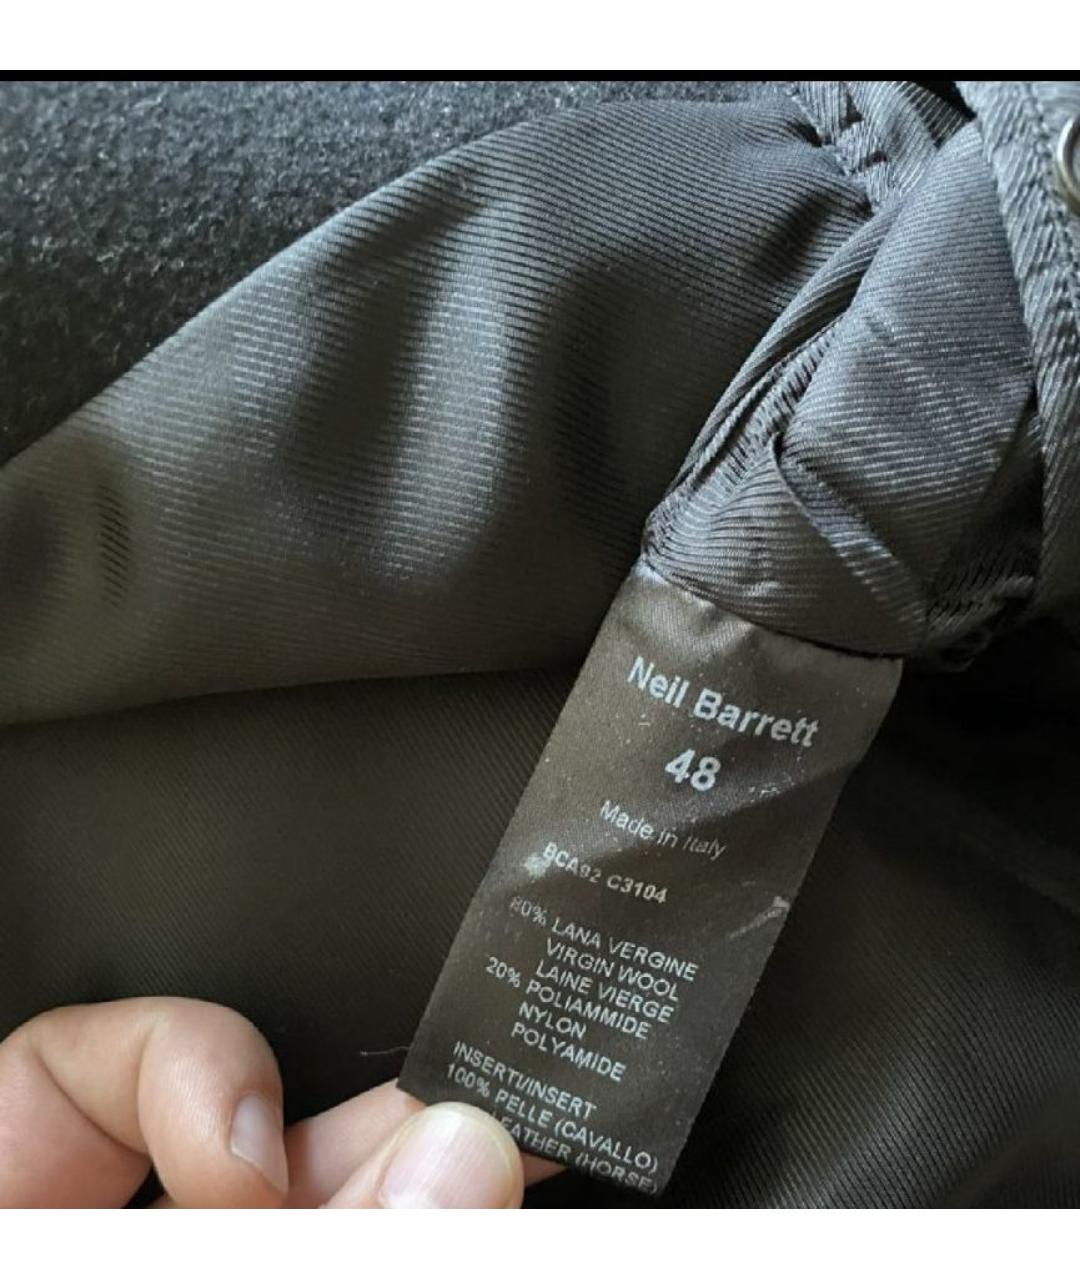 Neil Barrett
48
Made in Italy
BCA92 C3104
80% LANA VERGINE
VIRGIN WOOL
LAINE VIERGE
20% POLIAMMIDE
NYLON
POLYAMIDE
INSERTI/INSERT
100% PELLE (CAVALLO)
LEATHER (HORSE)